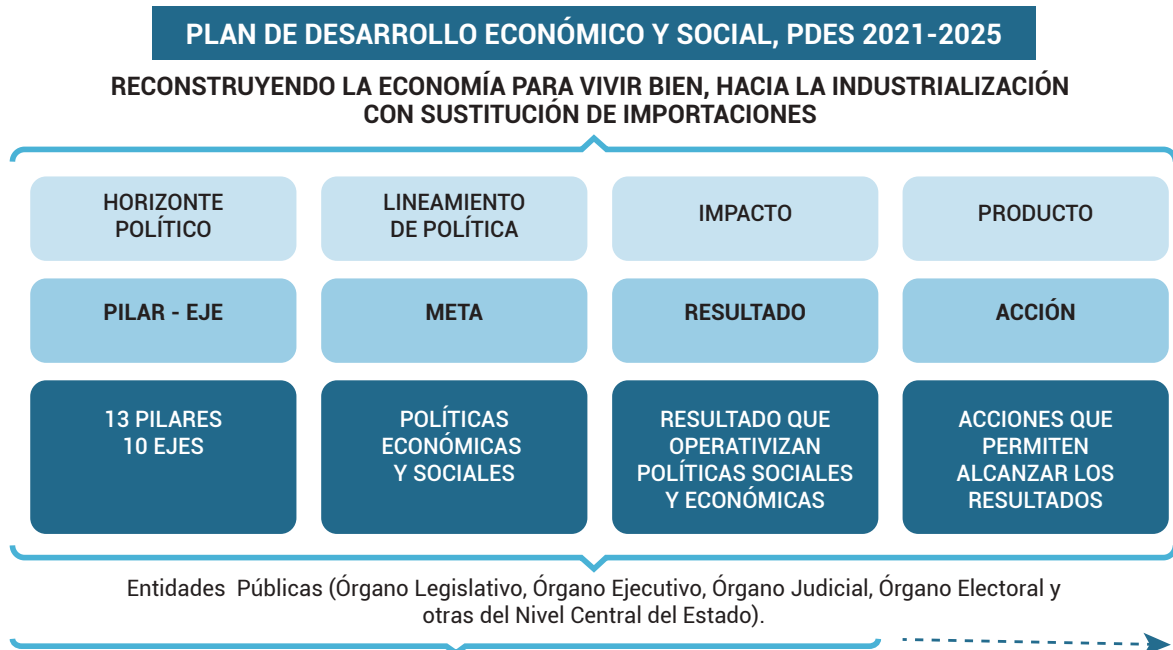 PLAN DE DESARROLLO ECONÓMICO Y SOCIAL, PDES 2021-2025
RECONSTRUYENDO LA ECONOMÍA PARA VIVIR BIEN, HACIA LA INDUSTRIALIZACIÓN
CON SUSTITUCIÓN DE IMPORTACIONES
HORIZONTE
POLÍTICO
LINEAMIENTO
DE POLÍTICA
IMPACTO
PRODUCTO
PILAR - EJE
META
RESULTADO
ACCIÓN
13 PILARES
10 EJES
POLÍTICAS
ECONÓMICAS
Y SOCIALES
RESULTADO QUE
OPERATIVIZAN
POLÍTICAS SOCIALES
Y ECONÓMICAS
ACCIONES QUE
PERMITEN
ALCANZAR LOS
RESULTADOS
Entidades Públicas (Órgano Legislativo, Órgano Ejecutivo, Órgano Judicial, Órgano Electoral y
otras del Nivel Central del Estado).